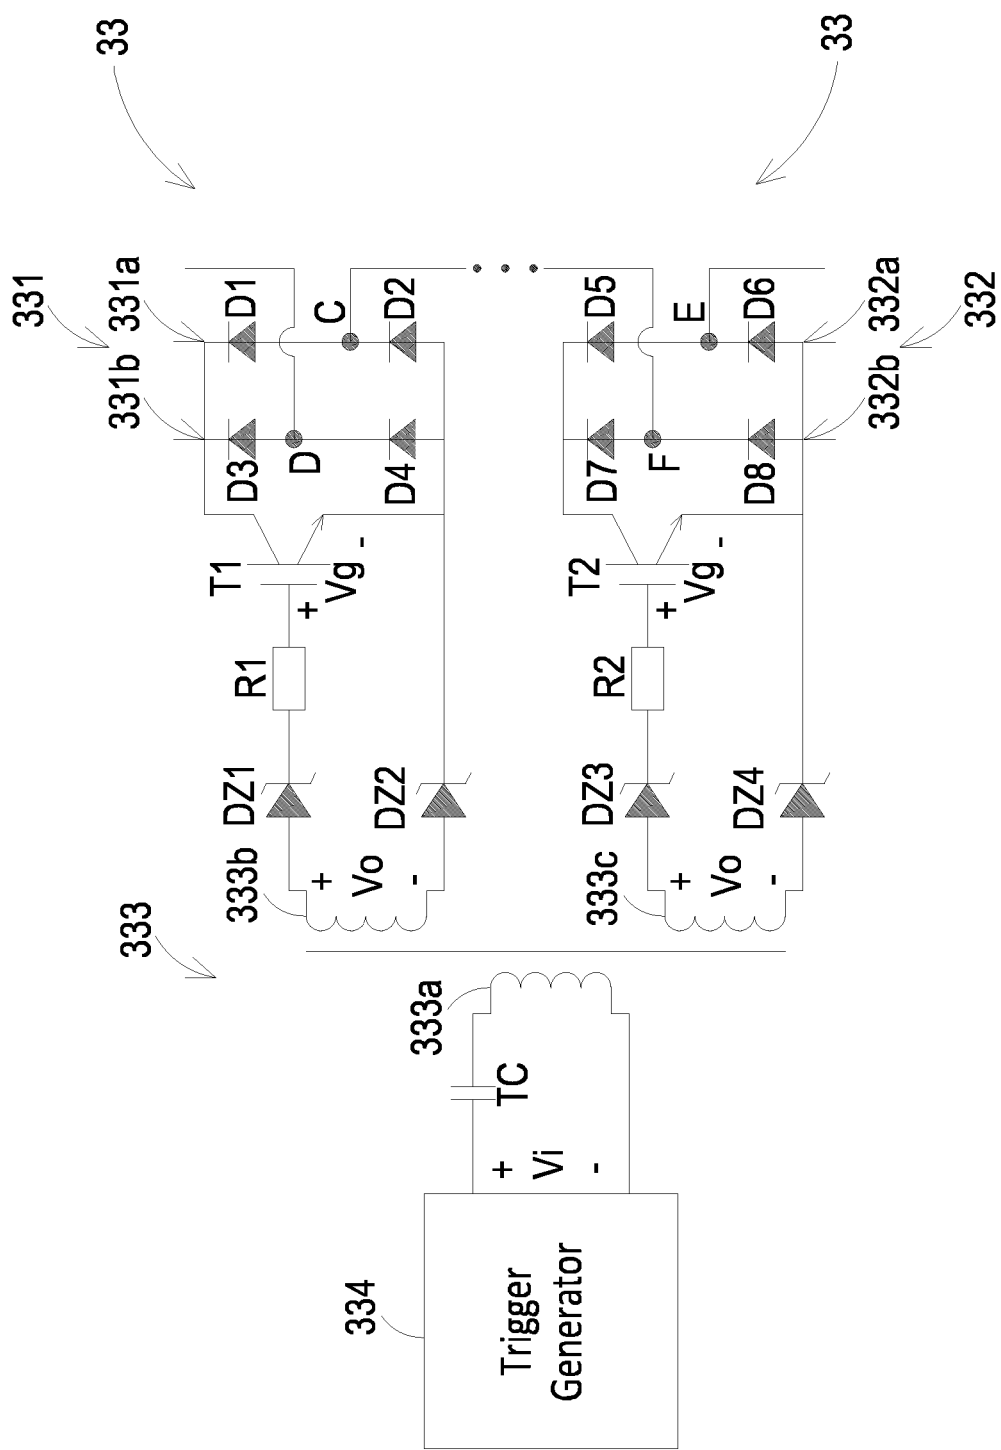 33
33
331
331a
331b
D1
D3
C
D
D2
D4
T1
+
Vg
-
R1
DZ1
DZ2
333b
+
Vo
-
332a
332
332b
D5
D7
E
F
D6
D8
T2
+
Vg
-
R2
DZ3
DZ4
333c
+
Vo
-
333
333a
TC
+
Vi
-
334
Trigger
Generator